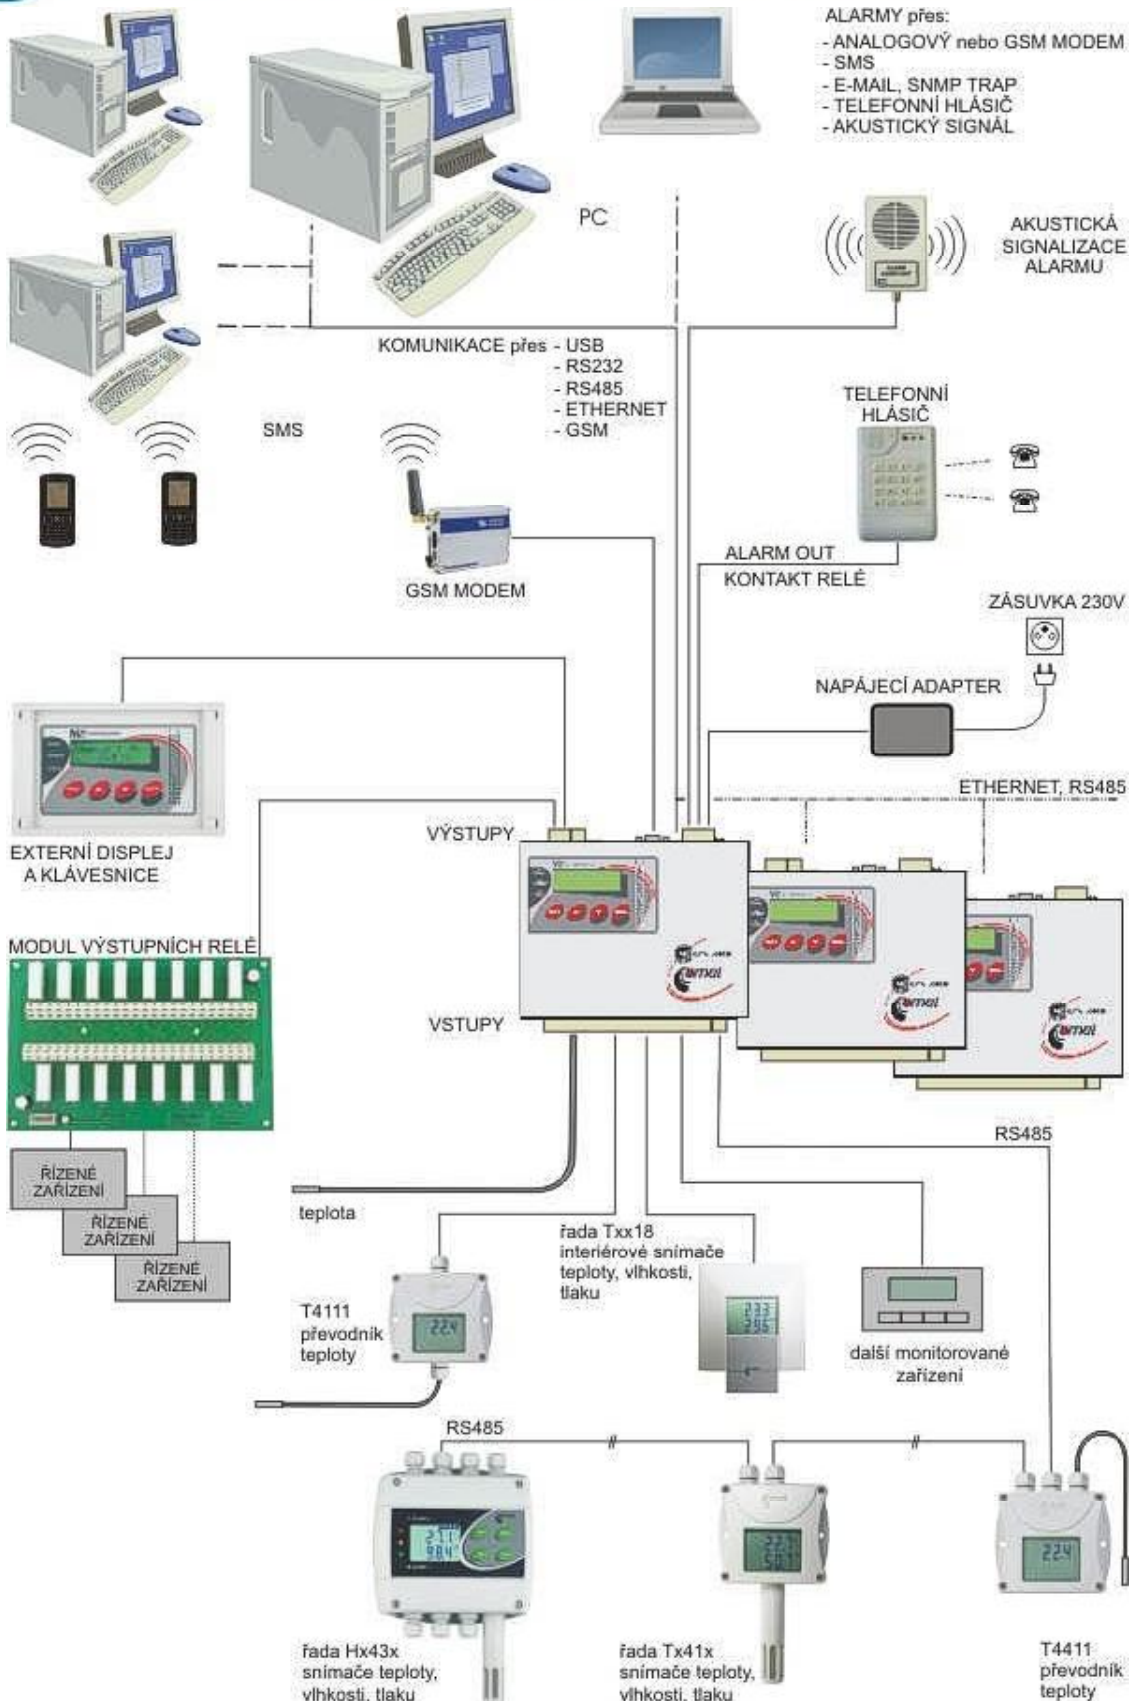 ALARMY přes:
- ANALOGOVÝ nebo GSM MODEM
- SMS
- E-MAIL, SNMP TRAP
- TELEFONNÍ HLÁSIČ
- AKUSTICKÝ SIGNÁL
PC
AKUSTICKÁ
SIGNALIZACE
ALARMU
KOMUNIKACE přes - USB
- RS232
- RS485
- ETHERNET
- GSM
TELEFONNÍ
HLÁSIČ
SMS
GSM MODEM
ALARM OUT
KONTAKT RELÉ
ZÁSUVKA 230V
NAPÁJECÍ ADAPTER
ETHERNET, RS485
EXTERNÍ DISPLEJ
A KLÁVESNICE
VÝSTUPY
MODUL VÝSTUPNÍCH RELÉ
VSTUPY
RS485
ŘÍZENÉ
ZAŘÍZENÍ
ŘÍZENÉ
ZAŘÍZENÍ
ŘÍZENÉ
ZAŘÍZENÍ
teplota
řada Txx18
interiérové snímače
teploty, vlhkosti,
tlaku
T4111
převodník
teploty
22.4
další monitorované
zařízení
RS485
22.4
řada Hx43x
snímače teploty,
vlhkosti, tlaku
řada Tx41x
snímače teploty,
vlhkosti, tlaku
T4411
převodník
teploty